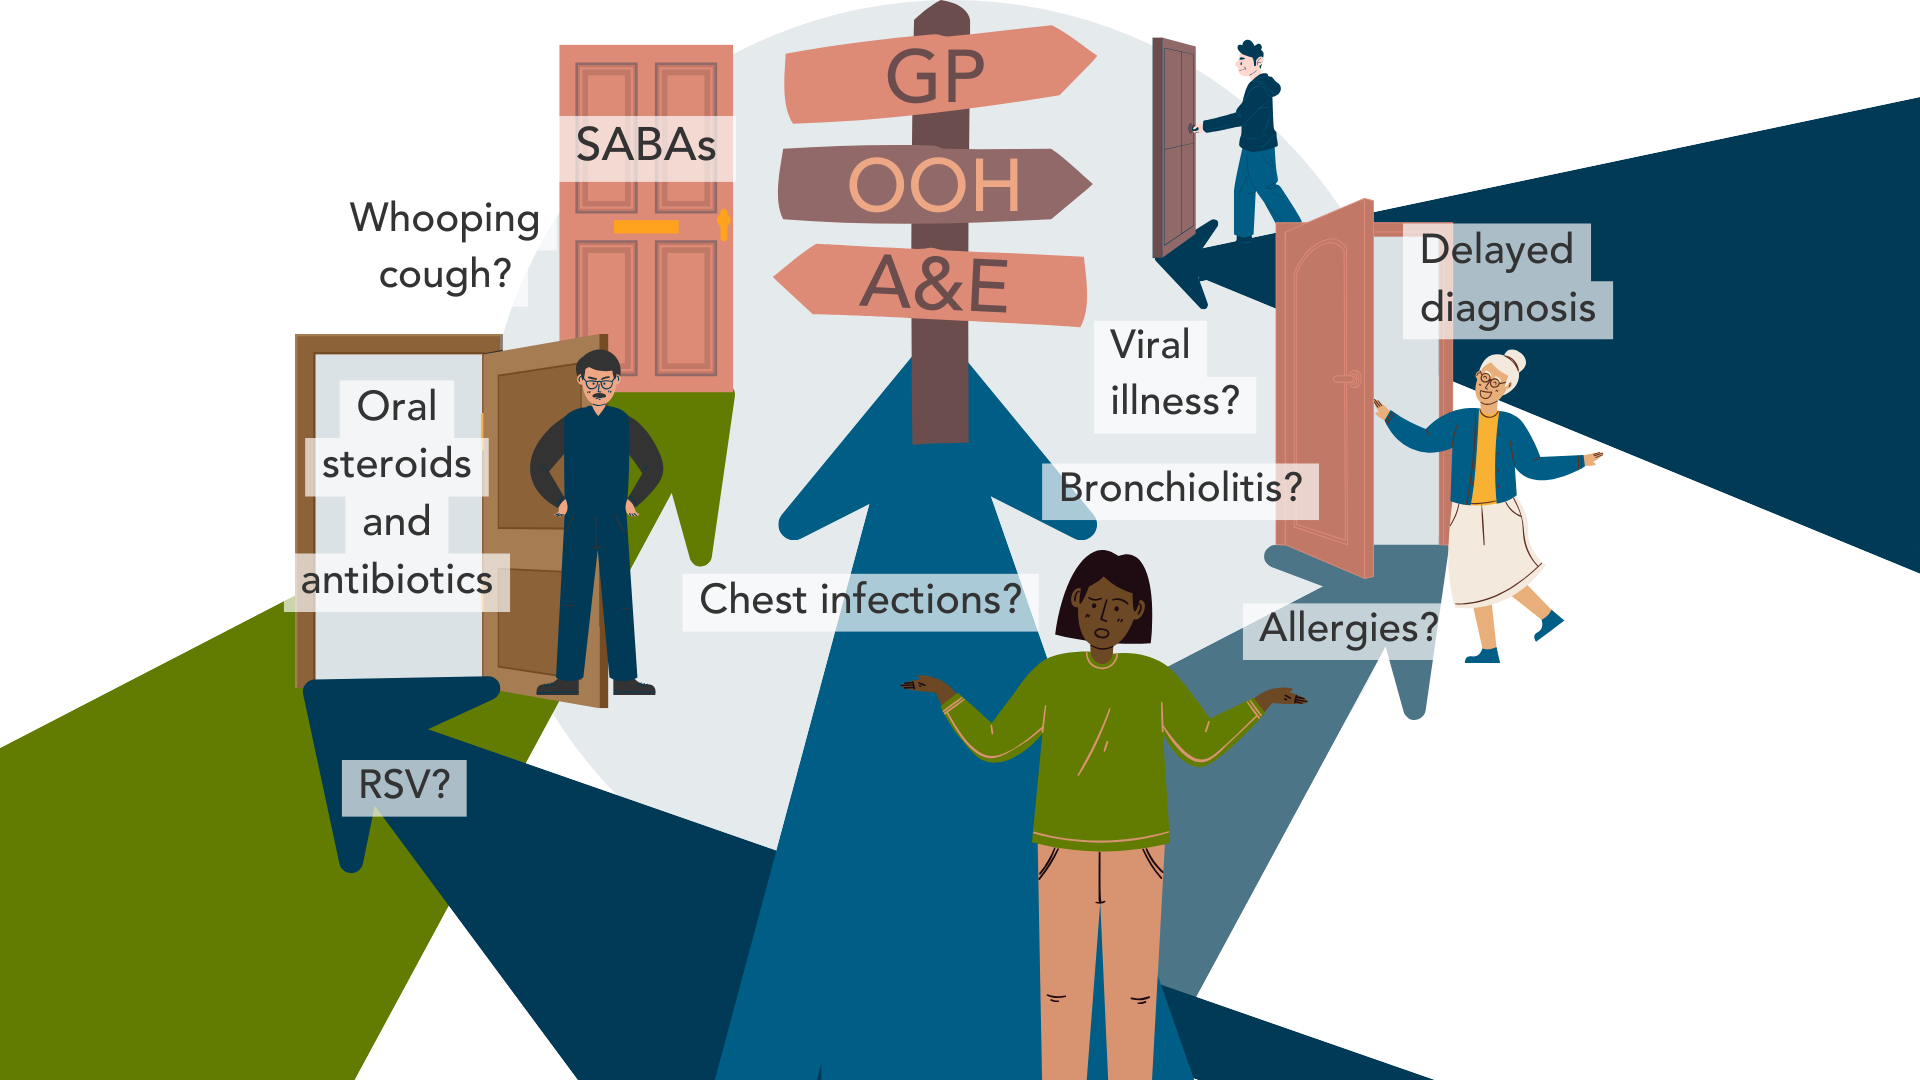 GP
OOH
A&E
SABAs
Whooping
cough?
Oral
steroids
and
antibiotics
RSV?
Chest infections?
Viral
illness?
Bronchiolitis?
Delayed
diagnosis
Allergies?